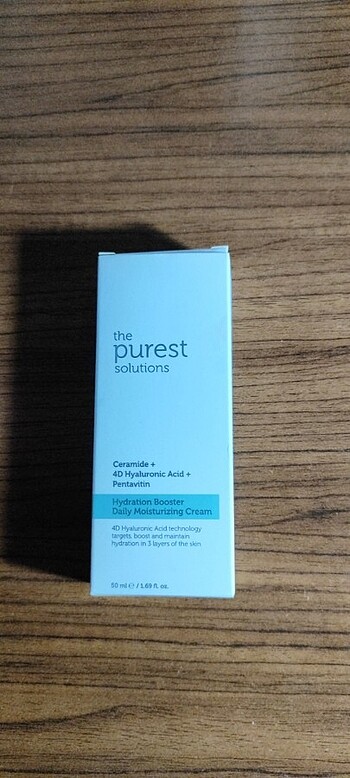 the
purest
solutions
Ceramide +
4D Hyaluronic Acid +
Pentavitin
Hydration Booster
Daily Moisturizing Cream
4D Hyaluronic Acid technology
targets, boost and maintain
hydration in 3 layers of the skin
50 ml ℮ / 1.69 fl. oz.